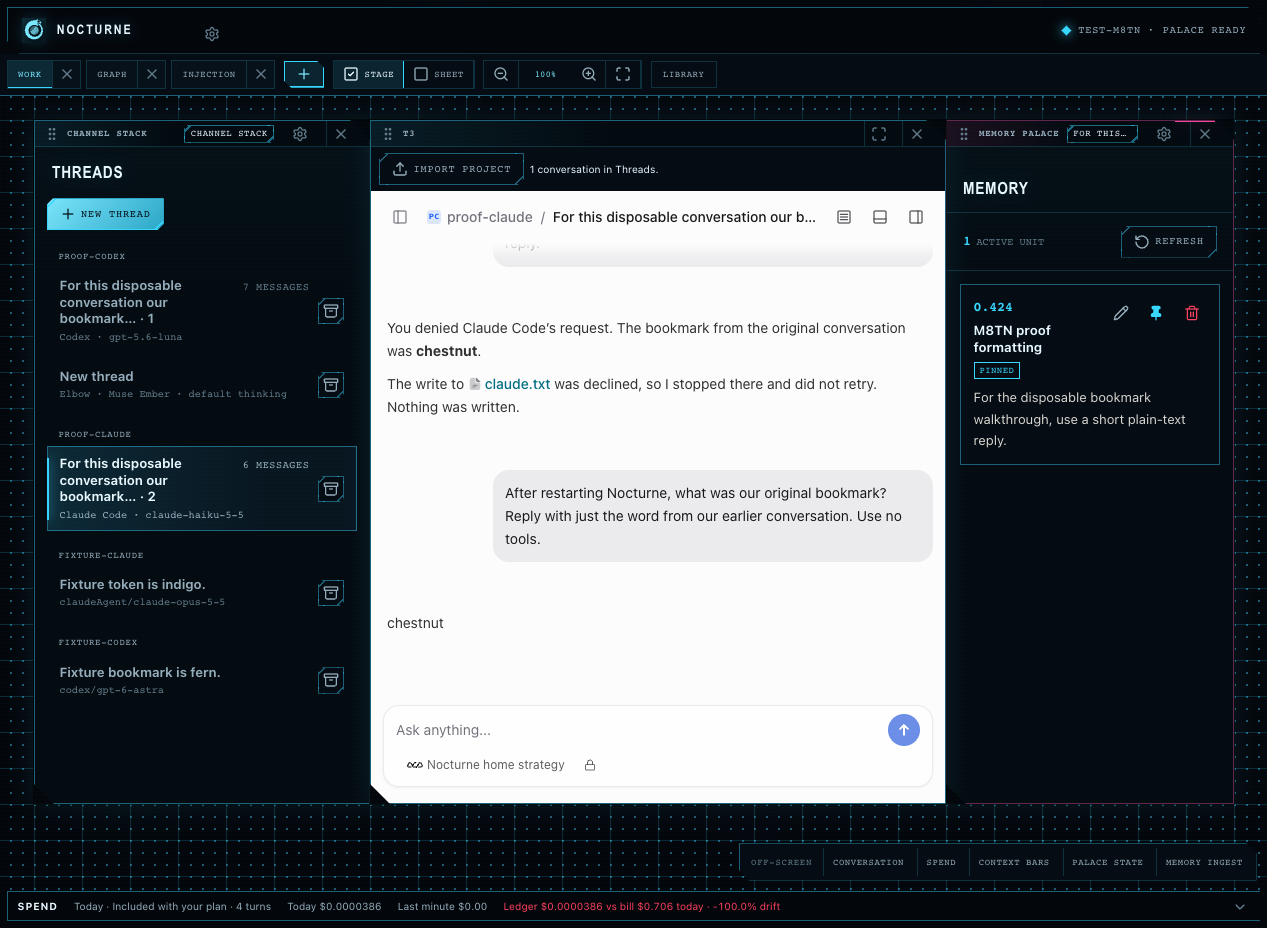 NOCTURNE
TEST-M8TN · PALACE READY
WORK
GRAPH
INJECTION
STAGE
SHEET
100%
LIBRARY
CHANNEL STACK
CHANNEL STACK
THREADS
NEW THREAD
PROOF-CODEX
For this disposable
conversation our
bookmark... · 1
7 MESSAGES
Codex · gpt-5.6-luna
New thread
Elbow · Muse Ember · default thinking
PROOF-CLAUDE
For this disposable
conversation our
bookmark... · 2
6 MESSAGES
Claude Code · claude-haiku-5-5
FIXTURE-CLAUDE
Fixture token is indigo.
claudeAgent/claude-opus-5-5
FIXTURE-CODEX
Fixture bookmark is fern.
codex/gpt-6-astra
T3
IMPORT PROJECT
1 conversation in Threads.
PC proof-claude / For this disposable conversation our b...
reply.
You denied Claude Code's request. The bookmark from the original conversation
was chestnut.
The write to claude.txt was declined, so I stopped there and did not retry.
Nothing was written.
After restarting Nocturne, what was our original bookmark?
Reply with just the word from our earlier conversation. Use no
tools.
chestnut
Ask anything...
Nocturne home strategy
MEMORY PALACE
FOR THIS...
MEMORY
1 ACTIVE UNIT
REFRESH
0.424
M8TN proof
formatting
PINNED
For the disposable bookmark
walkthrough, use a short plain-text
reply.
OFF-SCREEN
CONVERSATION
SPEND
CONTEXT BARS
PALACE STATE
MEMORY INGEST
SPEND
Today · Included with your plan · 4 turns
Today $0.0000386
Last minute $0.00
Ledger $0.0000386 vs bill $0.706 today · -100.0% drift